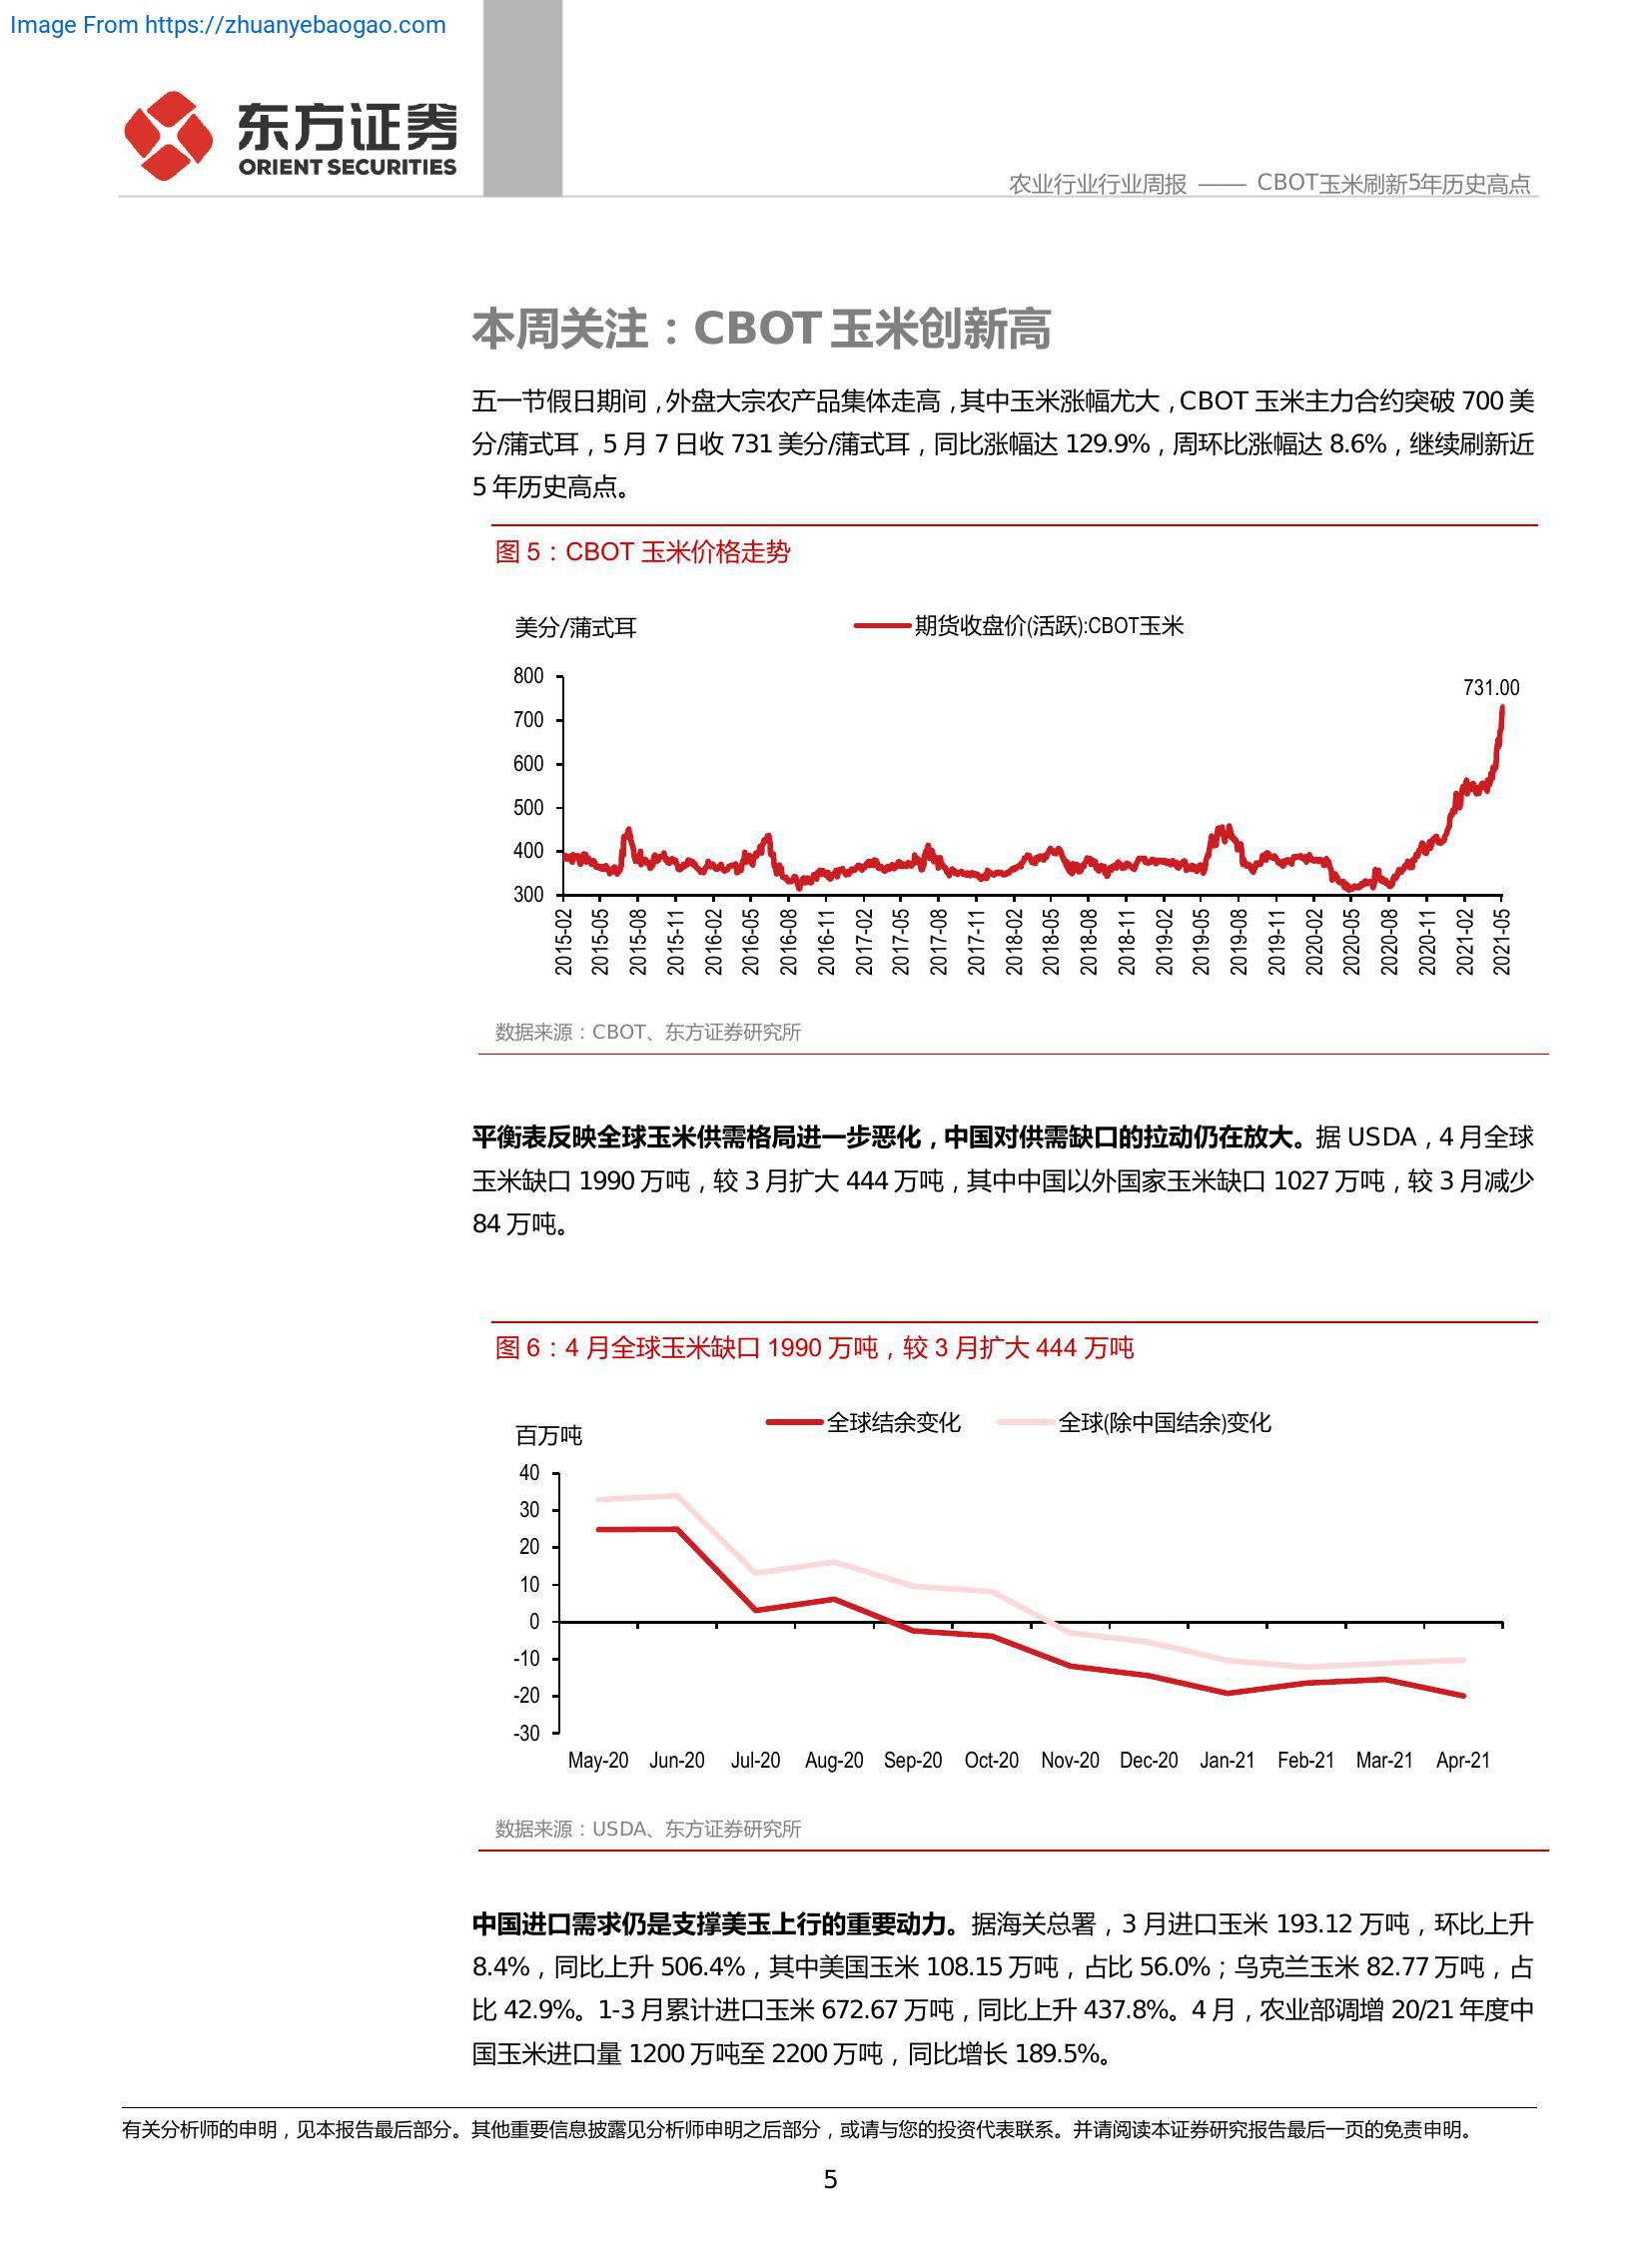 Image From https://zhuanyebaogao.com
东方证券
ORIENT SECURITIES
农业行业行业周报 —— CBOT玉米刷新5年历史高点
本周关注：CBOT 玉米创新高
五一节假日期间，外盘大宗农产品集体走高，其中玉米涨幅尤大，CBOT 玉米主力合约突破 700 美
分/蒲式耳，5 月 7 日收 731 美分/蒲式耳，同比涨幅达 129.9%，周环比涨幅达 8.6%，继续刷新近
5 年历史高点。
图 5：CBOT 玉米价格走势
美分/蒲式耳
期货收盘价(活跃):CBOT玉米
800
700
600
500
400
300
731.00
2015-02
2015-05
2015-08
2015-11
2016-02
2016-05
2016-08
2016-11
2017-02
2017-05
2017-08
2017-11
2018-02
2018-05
2018-08
2018-11
2019-02
2019-05
2019-08
2019-11
2020-02
2020-05
2020-08
2020-11
2021-02
2021-05
数据来源：CBOT、东方证券研究所
平衡表反映全球玉米供需格局进一步恶化，中国对供需缺口的拉动仍在放大。据 USDA，4 月全球
玉米缺口 1990 万吨，较 3 月扩大 444 万吨，其中中国以外国家玉米缺口 1027 万吨，较 3 月减少
84 万吨。
图 6：4 月全球玉米缺口 1990 万吨，较 3 月扩大 444 万吨
百万吨
全球结余变化
全球(除中国结余)变化
40
30
20
10
0
-10
-20
-30
May-20 Jun-20 Jul-20 Aug-20 Sep-20 Oct-20 Nov-20 Dec-20 Jan-21 Feb-21 Mar-21 Apr-21
数据来源：USDA、东方证券研究所
中国进口需求仍是支撑美玉上行的重要动力。据海关总署，3 月进口玉米 193.12 万吨，环比上升
8.4%，同比上升 506.4%，其中美国玉米 108.15 万吨，占比 56.0%；乌克兰玉米 82.77 万吨，占
比 42.9%。1-3 月累计进口玉米 672.67 万吨，同比上升 437.8%。4 月，农业部调增 20/21 年度中
国玉米进口量 1200 万吨至 2200 万吨，同比增长 189.5%。
有关分析师的申明，见本报告最后部分。其他重要信息披露见分析师申明之后部分，或请与您的投资代表联系。并请阅读本证券研究报告最后一页的免责申明。
5